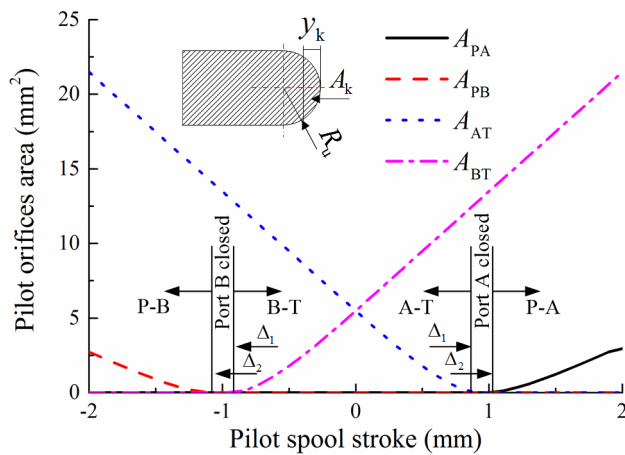 Pilot orifices area (mm²)
25
20
15
10
5
0
y_k
A_k
R_u
A_PA
A_PB
A_AT
A_BT
Port B closed
Port A closed
P-B
B-T
A-T
P-A
Δ₁
Δ₂
Δ₁
Δ₂
-2
-1
0
1
2
Pilot spool stroke (mm)